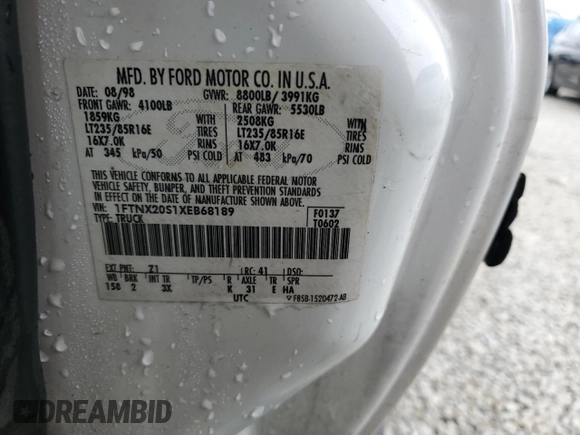 MFD. BY FORD MOTOR CO. IN U.S.A.
DATE: 08/98 GVWR: 8800LB/ 3991KG
FRONT GAWR: 4100LB REAR GAWR: 5530LB
1859KG WITH 2508KG WITH
LT235/85R16E TIRES LT235/85R16E TIRES
16X7.0K RIMS 16X7.0K RIMS
AT 345 kPa/50 PSI COLD AT 483 kPa/70 PSI COLD
THIS VEHICLE CONFORMS TO ALL APPLICABLE FEDERAL MOTOR
VEHICLE SAFETY, BUMPER, AND THEFT PREVENTION STANDARDS
IN EFFECT ON THE DATE OF MANUFACTURE SHOWN ABOVE.
VIN: 1FTNX20S1XEB68189 F0137
TYPE: TRUCK T0602
EXT PNT: Z1 RC: 41 DSO:
WB BRK INT TR TP/PS R AXLE TR SPR
158 2 3X K 31 E HA
UTC F85B-1520472-AB
DREAMBID